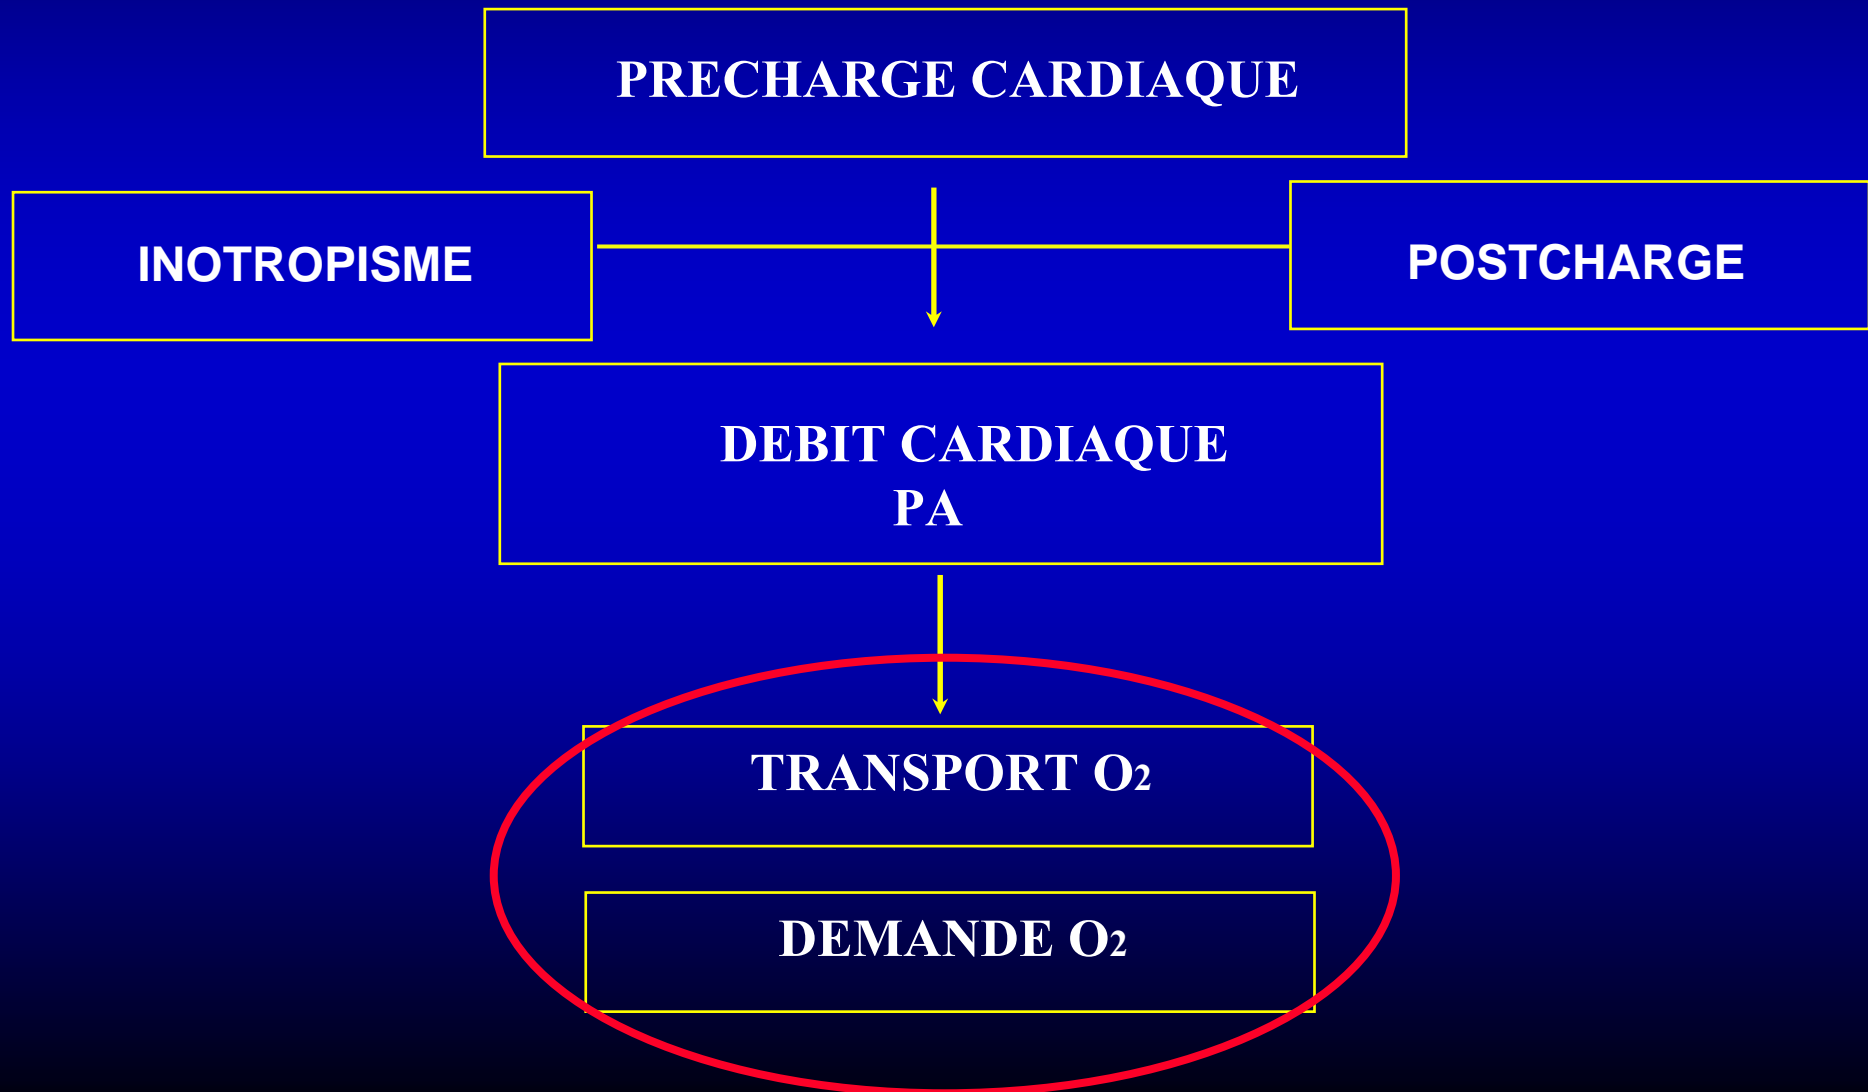 PRECHARGE CARDIAQUE
INOTROPISME
POSTCHARGE
DEBIT CARDIAQUE
PA
TRANSPORT O2
DEMANDE O2